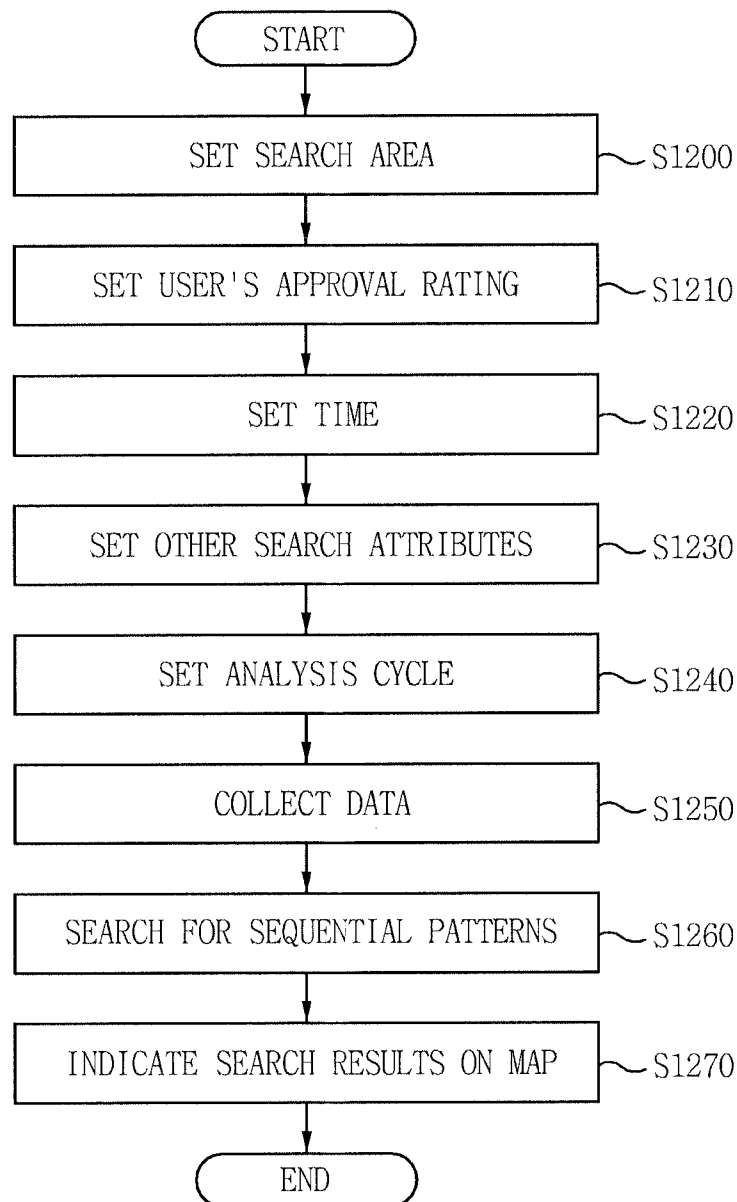 START
SET SEARCH AREA
S1200
SET USER'S APPROVAL RATING
S1210
SET TIME
S1220
SET OTHER SEARCH ATTRIBUTES
S1230
SET ANALYSIS CYCLE
S1240
COLLECT DATA
S1250
SEARCH FOR SEQUENTIAL PATTERNS
S1260
INDICATE SEARCH RESULTS ON MAP
S1270
END